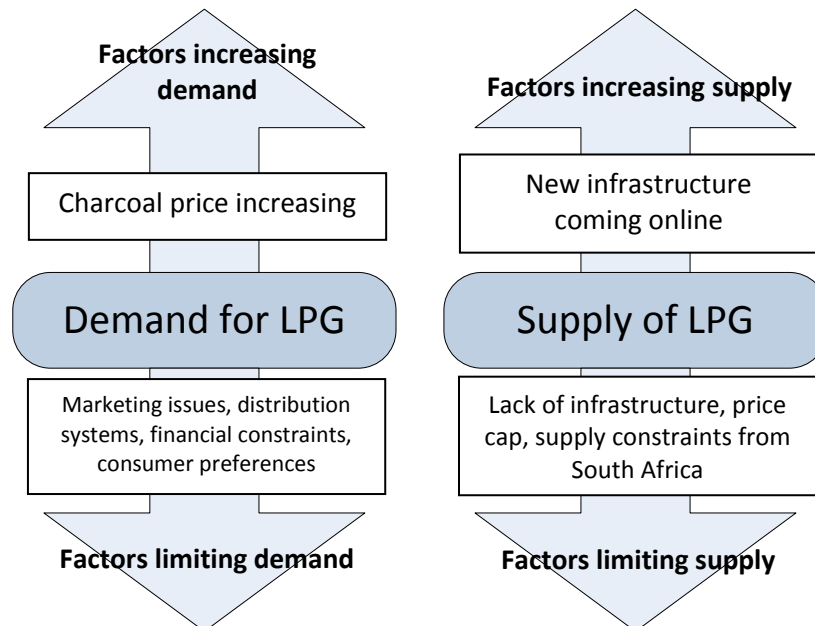 Factors increasing
demand
Charcoal price increasing
Demand for LPG
Marketing issues, distribution
systems, financial constraints,
consumer preferences
Factors limiting demand
Factors increasing supply
New infrastructure
coming online
Supply of LPG
Lack of infrastructure, price
cap, supply constraints from
South Africa
Factors limiting supply